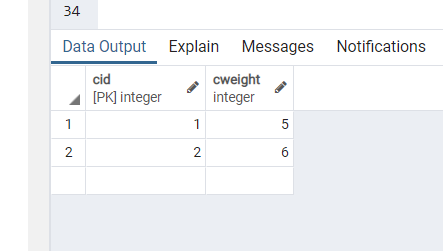 34
Data Output Explain Messages Notifications
cid cweight
[PK] integer integer
1 1 5
2 2 6